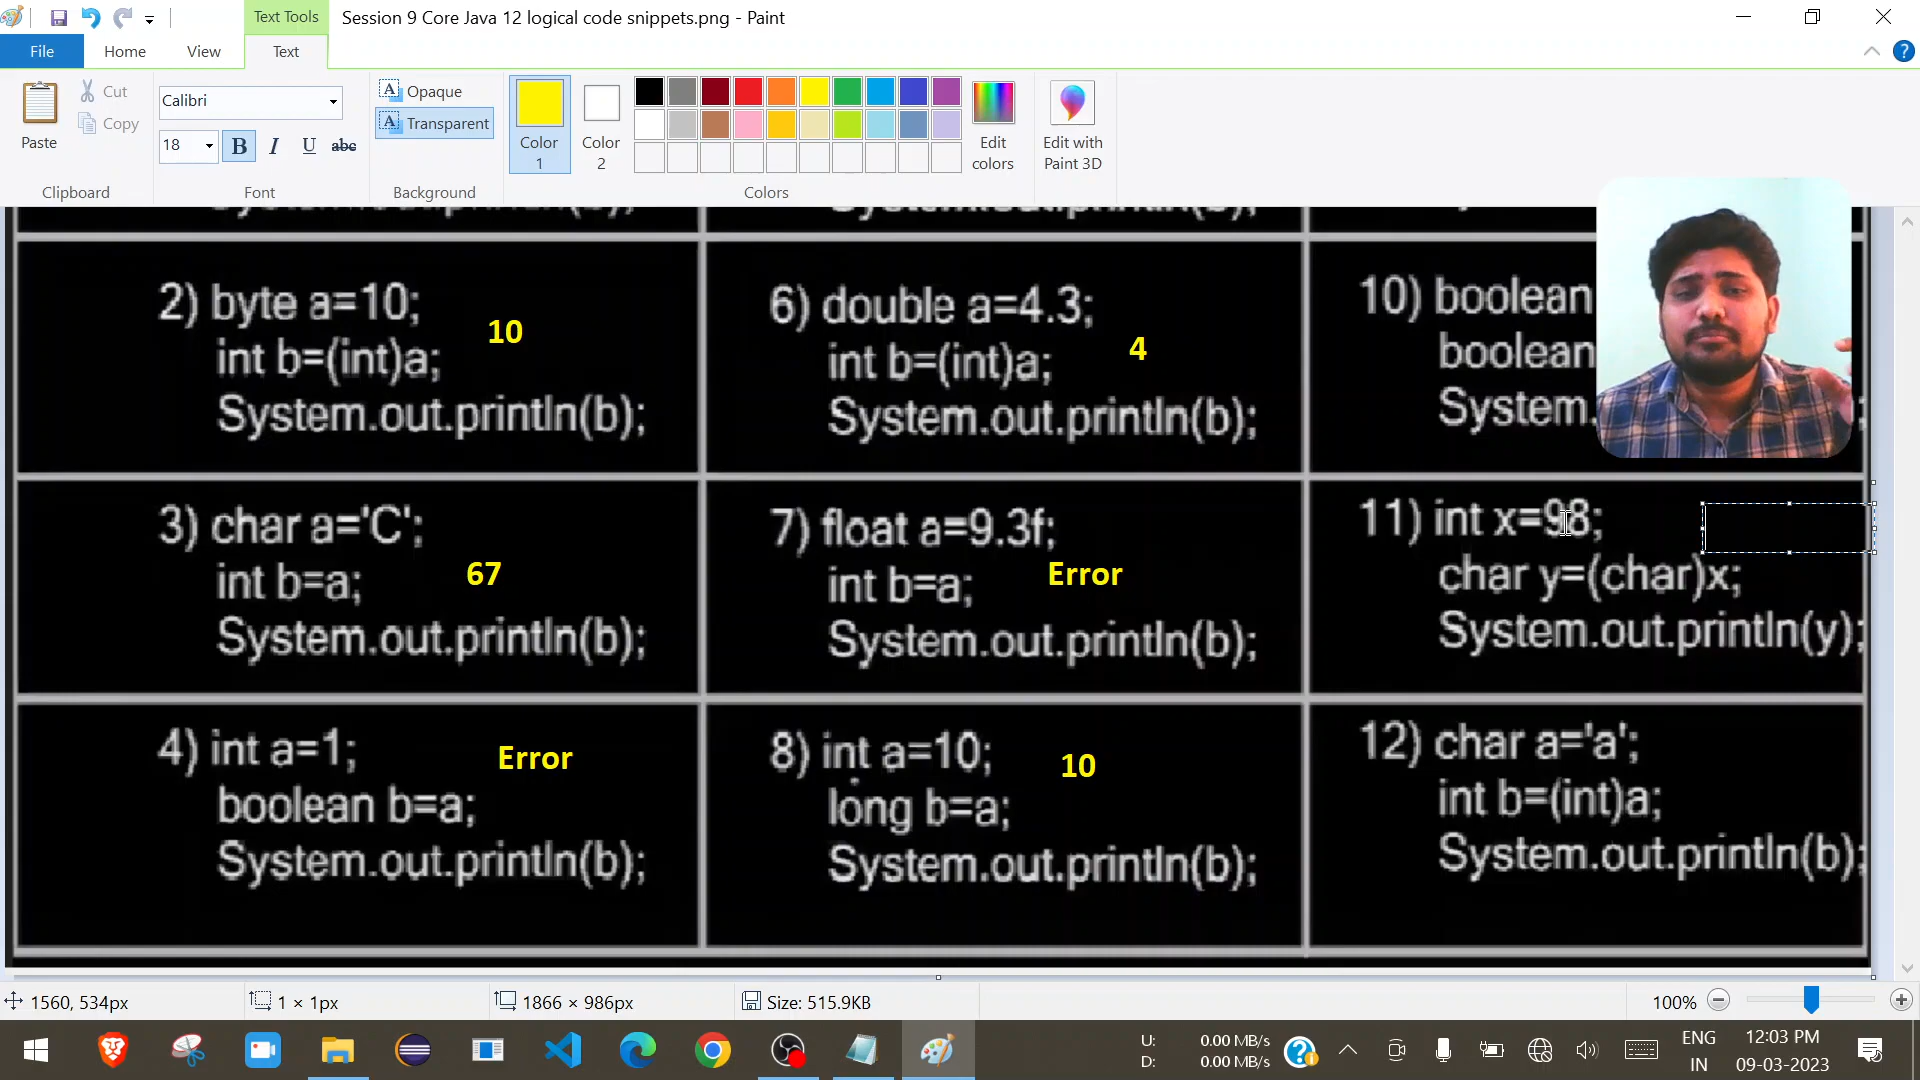 Text Tools
Session 9 Core Java 12 logical code snippets.png - Paint
File
Home
View
Text
Paste
Cut
Copy
Clipboard
Calibri
18
B
I
U
abc
Font
A Opaque
A Transparent
Background
Color 1
Color 2
Colors
Edit colors
Edit with Paint 3D
2) byte a=10;
int b=(int)a;
System.out.println(b);
10
6) double a=4.3;
int b=(int)a;
System.out.println(b);
4
10) boolean
boolean
System.
3) char a='C';
int b=a;
System.out.println(b);
67
7) float a=9.3f;
int b=a;
System.out.println(b);
Error
11) int x=98;
char y=(char)x;
System.out.println(y);
4) int a=1;
boolean b=a;
System.out.println(b);
Error
8) int a=10;
long b=a;
System.out.println(b);
10
12) char a='a';
int b=(int)a;
System.out.println(b);
1560, 534px
1 × 1px
1866 × 986px
Size: 515.9KB
100%
U: 0.00 MB/s
D: 0.00 MB/s
ENG
IN
12:03 PM
09-03-2023